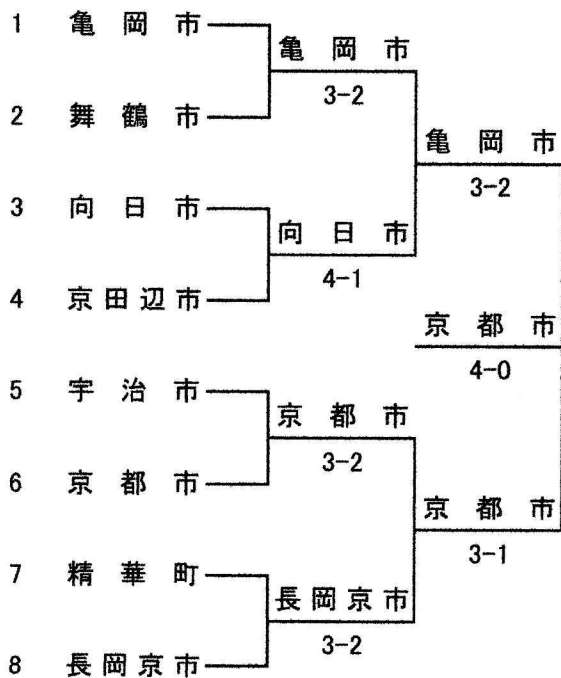 1 亀岡市
亀岡市
3-2
2 舞鶴市
亀岡市
3-2
3 向日市
向日市
4-1
4 京田辺市
京都市
4-0
5 宇治市
京都市
3-2
6 京都市
京都市
3-1
7 精華町
長岡京市
3-2
8 長岡京市